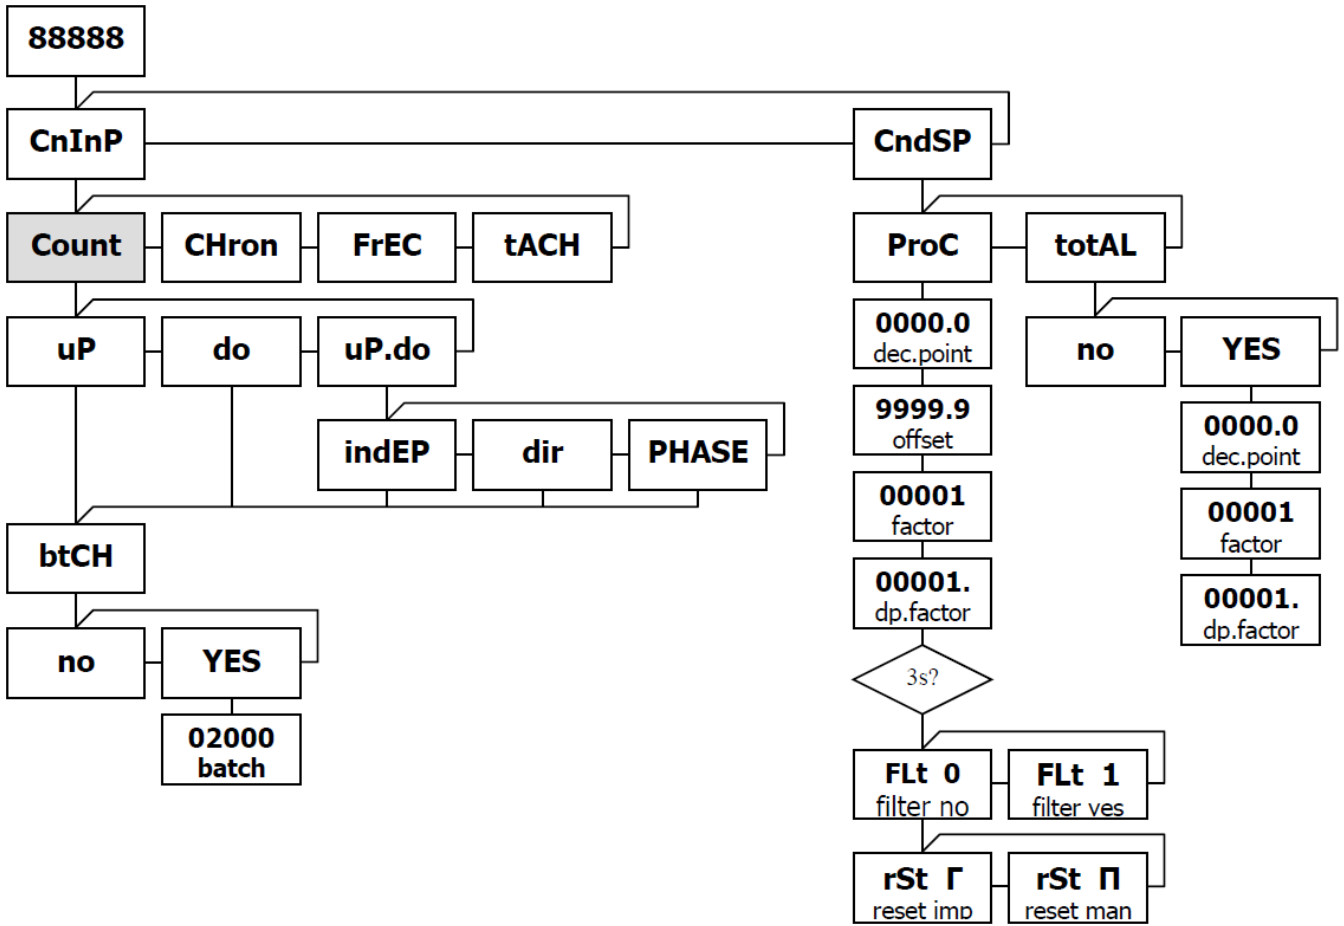 88888
CnInP
CndSP
Count
CHron
FrEC
tACH
ProC
totAL
uP
do
uP.do
0000.0
dec.point
no
YES
indEP
dir
PHASE
9999.9
offset
0000.0
dec.point
btCH
00001
factor
00001
factor
00001.
dp.factor
00001.
dp.factor
no
YES
3s?
02000
batch
FLt 0
filter no
FLt 1
filter yes
rSt Γ
reset imp
rSt Π
reset man